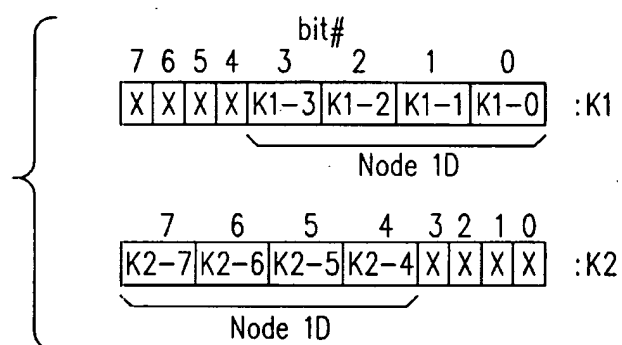 bit#
7 6 5 4 3 2 1 0
X X X X K1-3 K1-2 K1-1 K1-0 :K1
Node 1D
7 6 5 4 3 2 1 0
K2-7 K2-6 K2-5 K2-4 X X X X :K2
Node 1D